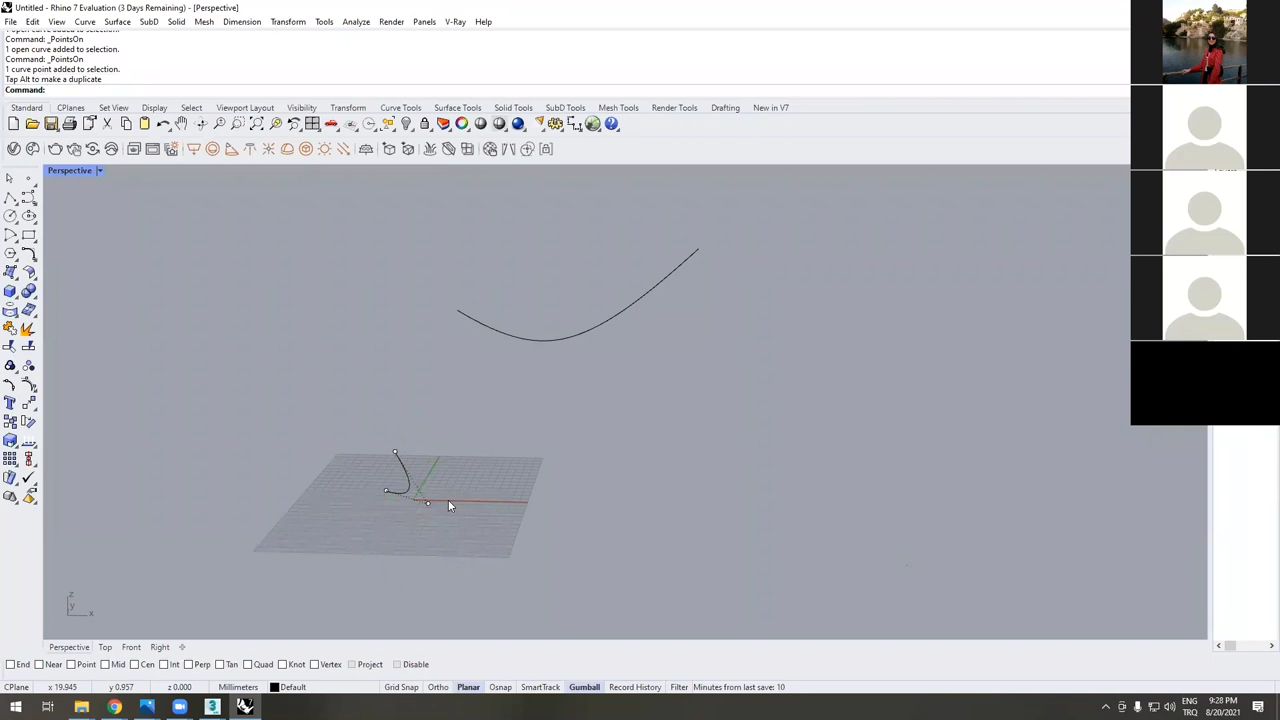 Untitled - Rhino 7 Evaluation (3 Days Remaining) - [Perspective]
File Edit View Curve Surface SubD Solid Mesh Dimension Transform Tools Analyze Render Panels V-Ray Help
1 open curve added to selection.
Command: _PointsOn
1 open curve added to selection.
Command: _PointsOn
1 curve point added to selection.
Tap Alt to make a duplicate
Command:
Standard CPlanes Set View Display Select Viewport Layout Visibility Transform Curve Tools Surface Tools Solid Tools SubD Tools Mesh Tools Render Tools Drafting New in V7
Perspective
z
y
x
Perspective Top Front Right
End Near Point Mid Cen Int Perp Tan Quad Knot Vertex Project Disable
CPlane x 19.945 y 0.957 z 0.000 Millimeters Default Grid Snap Ortho Planar Osnap SmartTrack Gumball Record History Filter Minutes from last save: 10
ENG 9:28 PM
TRQ 8/20/2021